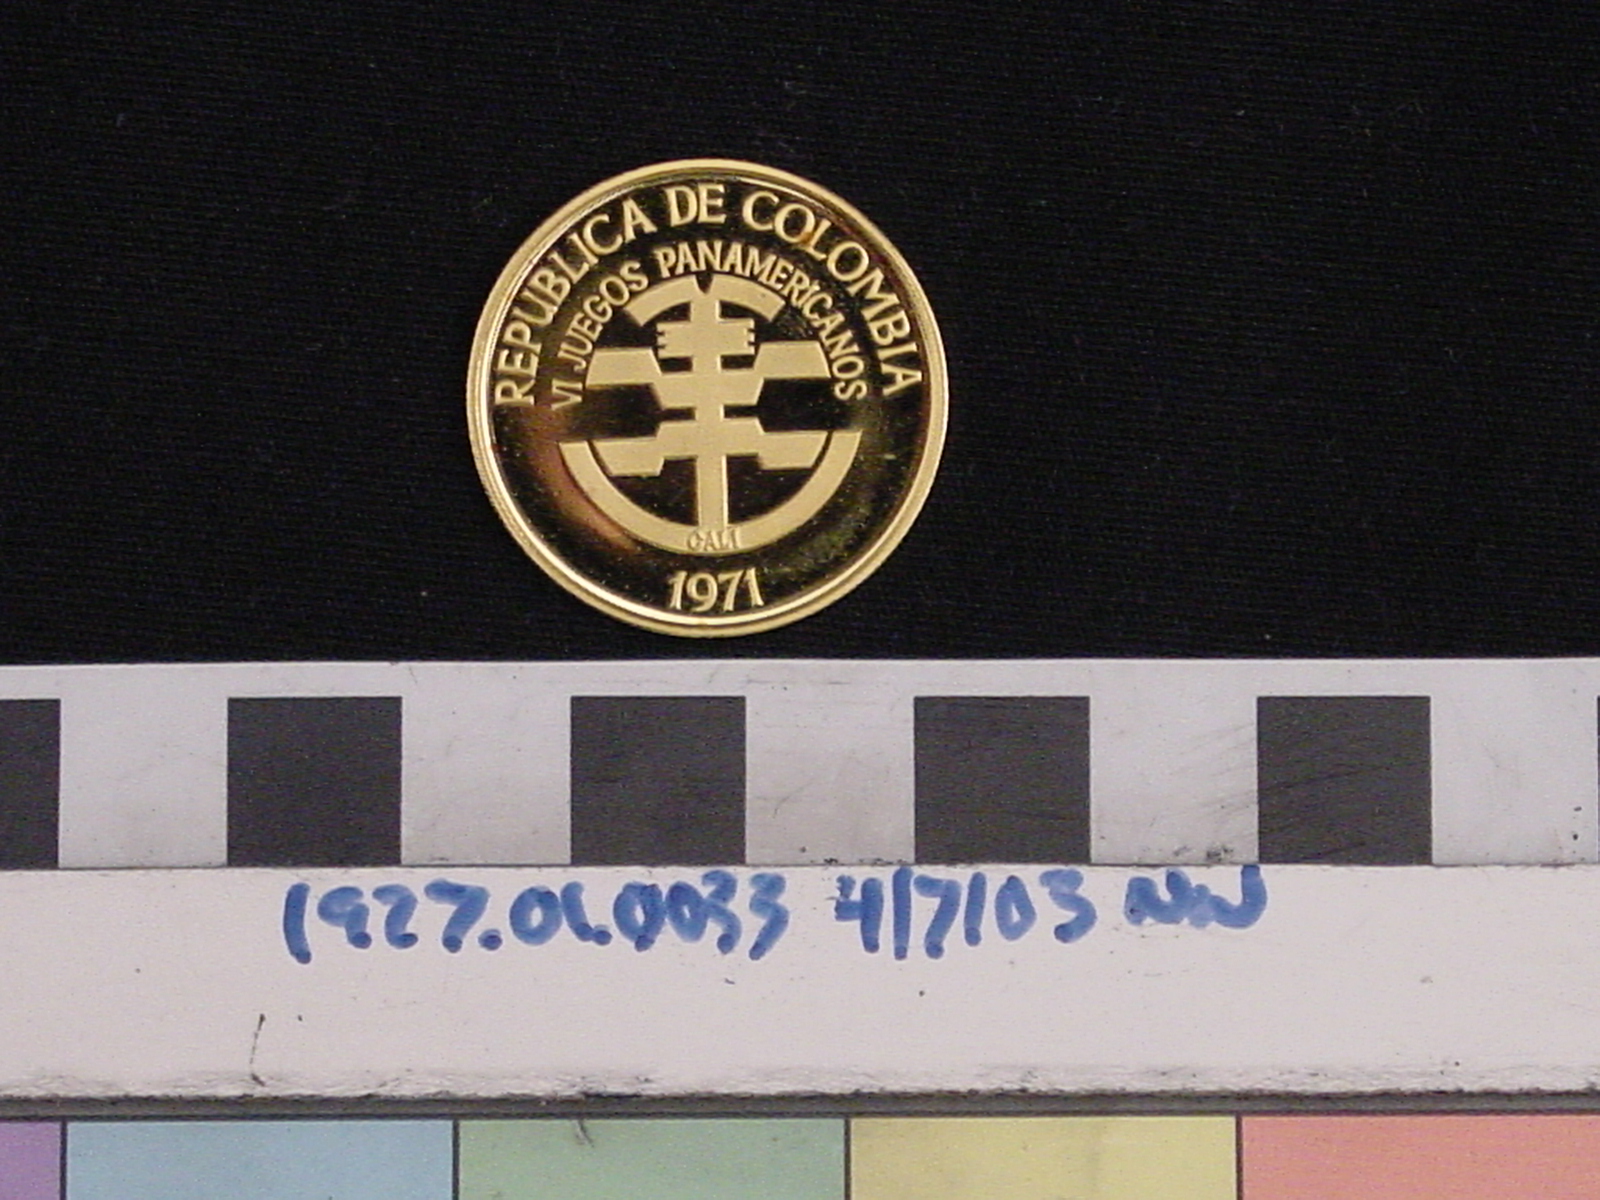 REPUBLICA DE COLOMBIA
VI JUEGOS PANAMERICANOS
CALI
1971
1927.01.0033 4/7/03